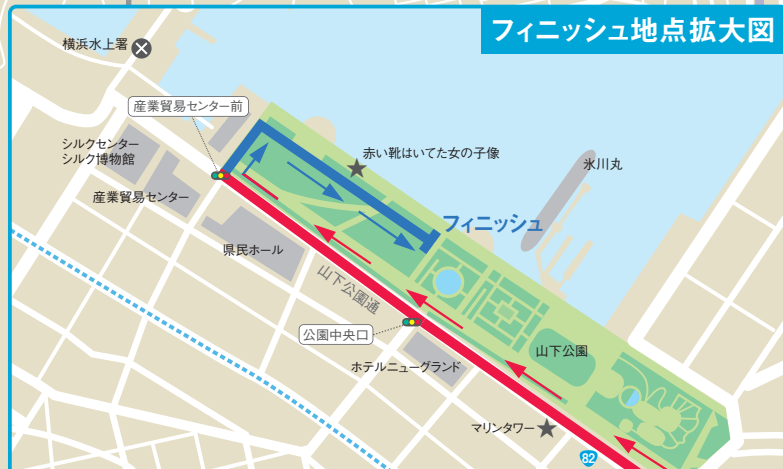 フィニッシュ地点拡大図
横浜水上署
産業貿易センター前
シルクセンター
シルク博物館
赤い靴はいてた女の子像
氷川丸
産業貿易センター
フィニッシュ
県民ホール
山下公園通
公園中央口
山下公園
ホテルニューグランド
マリンタワー
82